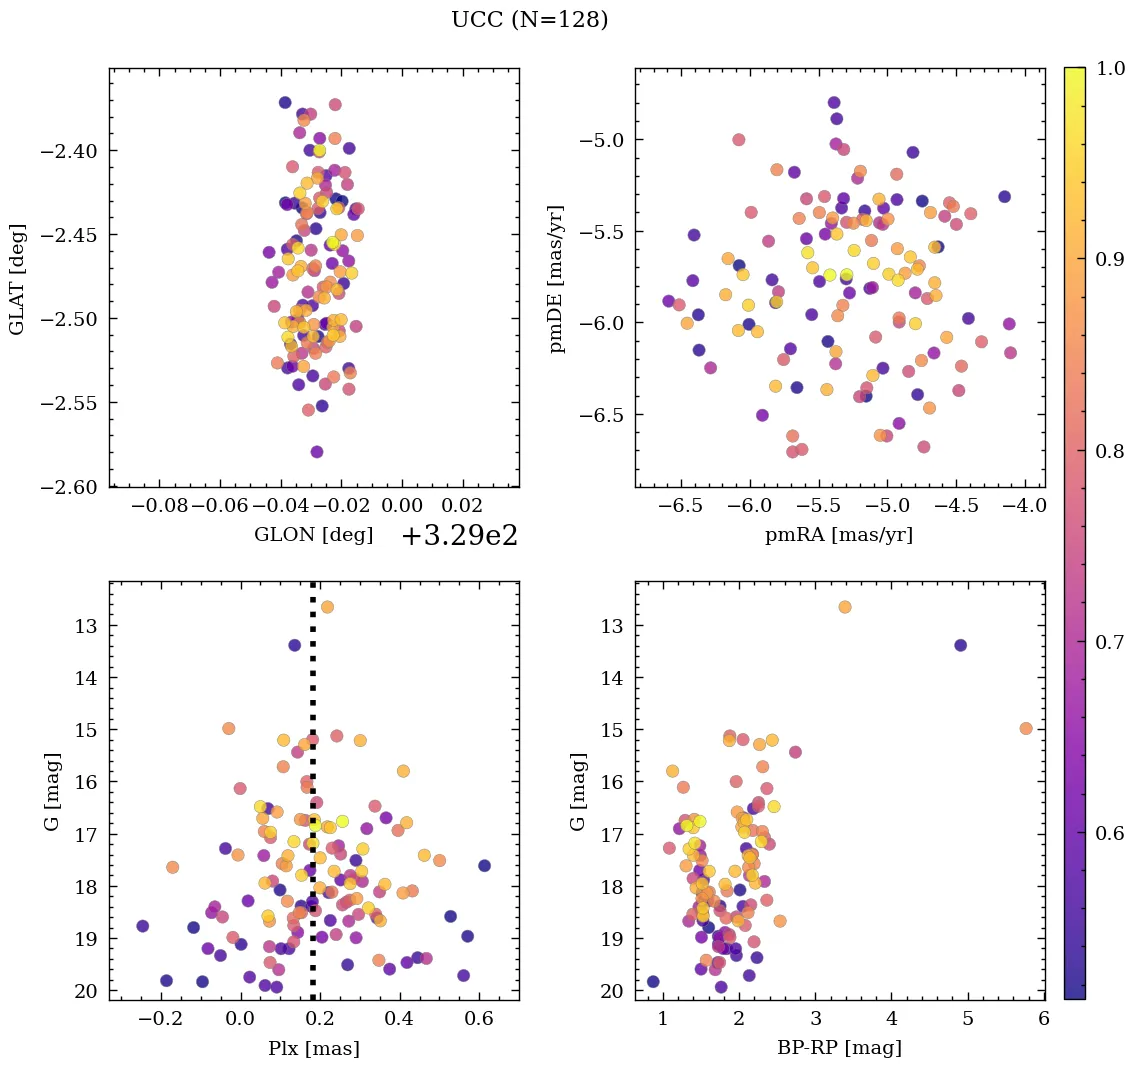 UCC (N=128)
−2.40
−2.45
−2.50
−2.55
−2.60
GLAT [deg]
−0.08 −0.06 −0.04 −0.02 0.00 0.02
GLON [deg]
+3.29e2
−5.0
−5.5
−6.0
−6.5
pmDE [mas/yr]
−6.5 −6.0 −5.5 −5.0 −4.5 −4.0
pmRA [mas/yr]
1.0
0.9
0.8
0.7
0.6
13
14
15
16
17
18
19
20
G [mag]
−0.2 0.0 0.2 0.4 0.6
Plx [mas]
13
14
15
16
17
18
19
20
G [mag]
1 2 3 4 5 6
BP-RP [mag]